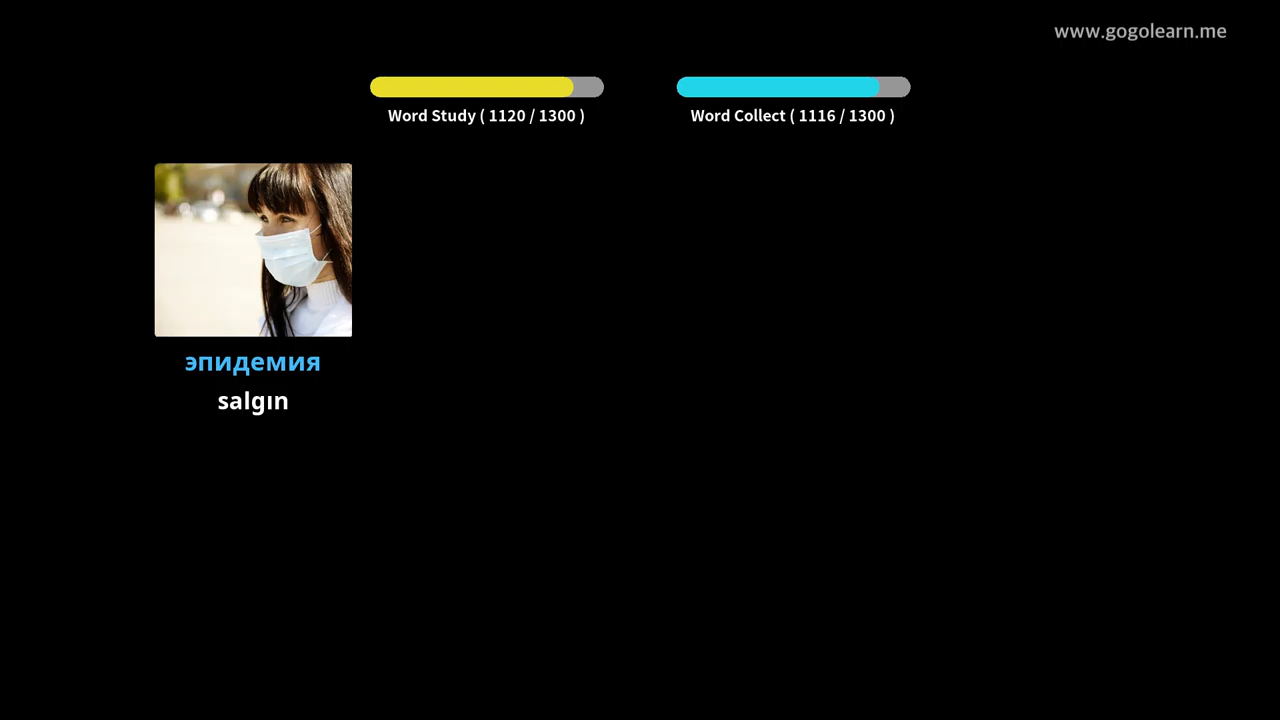 www.gogolearn.me
Word Study ( 1120 / 1300 )
Word Collect ( 1116 / 1300 )
эпидемия
salgın